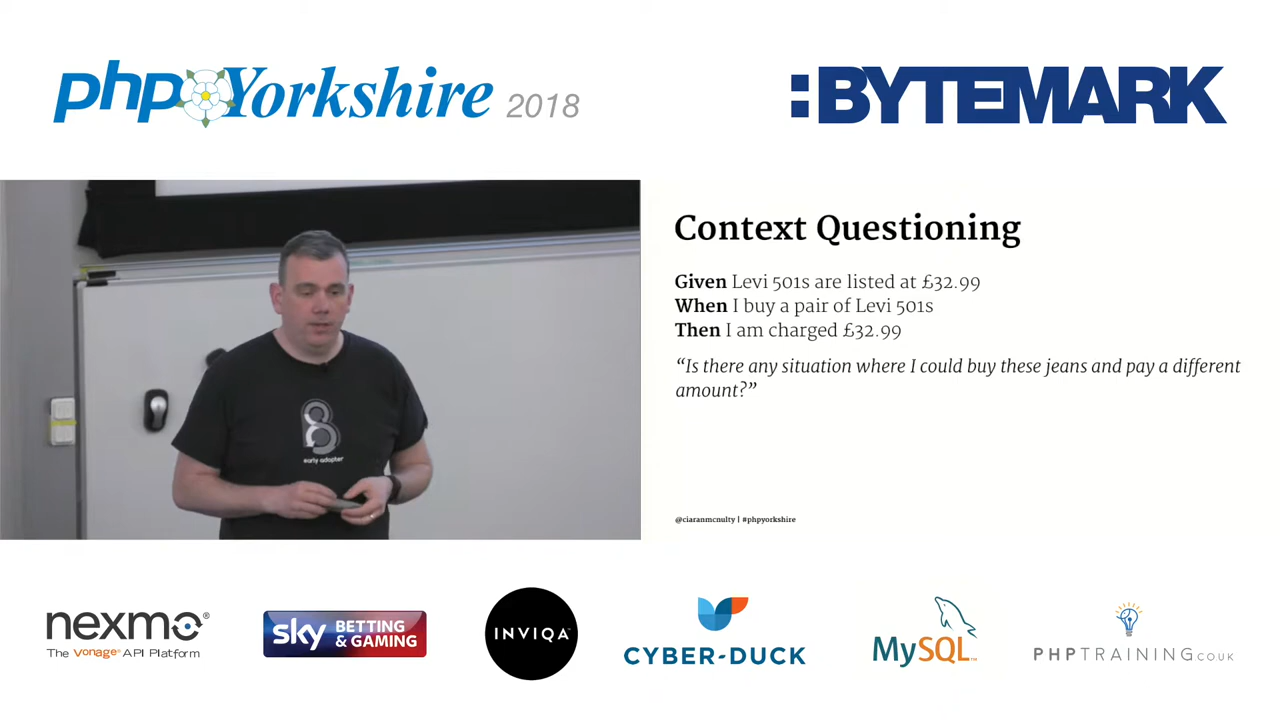 phpYorkshire 2018
:BYTEMARK
Context Questioning
Given Levi 501s are listed at £32.99
When I buy a pair of Levi 501s
Then I am charged £32.99
“Is there any situation where I could buy these jeans and pay a different
amount?”
@ciaranmcnulty | #phpyorkshire
early adopter
nexmo®
The Vonage® API Platform
sky BETTING
& GAMING
INVIQA™
CYBER-DUCK
MySQL™
PHPTRAINING.CO.UK